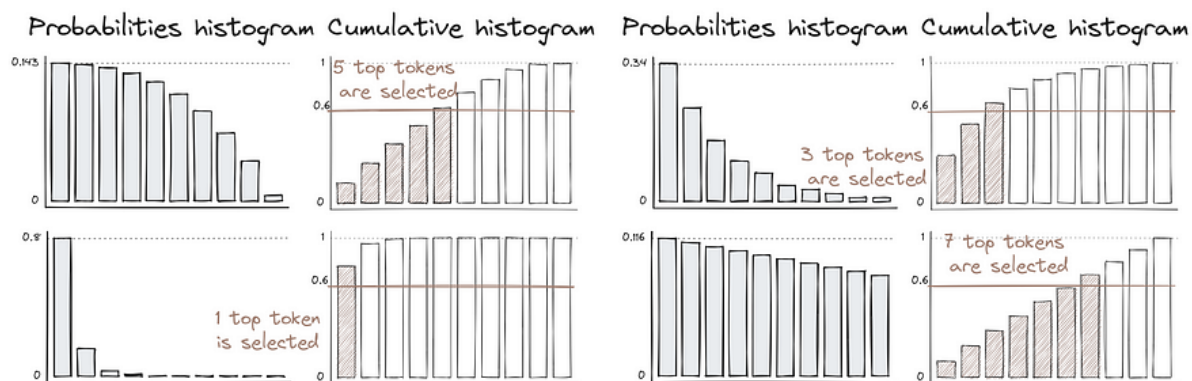 Probabilities histogram
Cumulative histogram
Probabilities histogram
Cumulative histogram
0.143
0
1
0.6
0
5 top tokens
are selected
0.34
0
3 top tokens
are selected
1
0.6
0
0.8
0
1 top token
is selected
1
0.6
0
0.116
0
1
0.6
0
7 top tokens
are selected